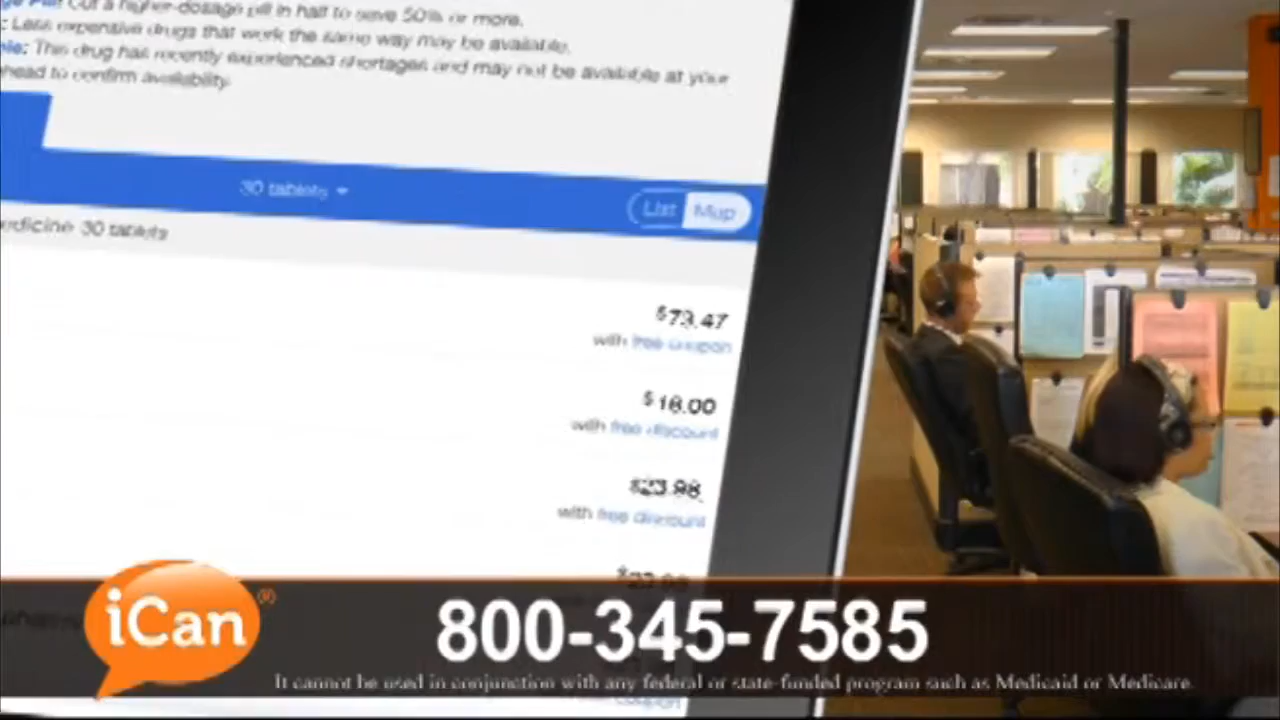 Cut a higher-dosage pill in half to save 50% or more.
: Less expensive drugs that work the same way may be available.
This drug has recently experienced shortages and may not be available at your
ahead to confirm availability.
30 tablets
List Map
30 tablets
$73.47
with free coupon
$18.00
with free discount
$23.98
with free discount
iCan®
800-345-7585
It cannot be used in conjunction with any federal or state-funded program such as Medicaid or Medicare.
coupon